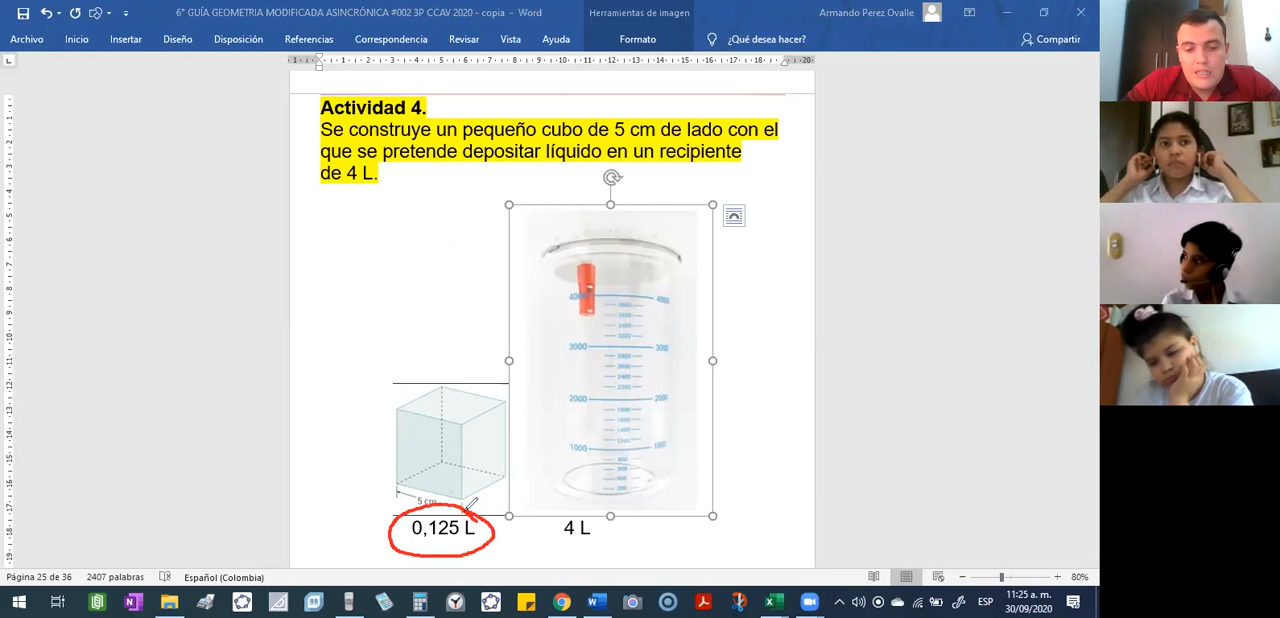 6° GUÍA GEOMETRIA MODIFICADA ASINCRÓNICA #002 3P CCAV 2020 - copia - Word
Herramientas de imagen
Armando Perez Ovalle
Archivo Inicio Insertar Diseño Disposición Referencias Correspondencia Revisar Vista Ayuda Formato ¿Qué desea hacer? Compartir
Actividad 4.
Se construye un pequeño cubo de 5 cm de lado con el
que se pretende depositar líquido en un recipiente
de 4 L.
4000
3000 3000
2000
1000 1000
5 cm
0,125 L 4 L
Página 25 de 36 2407 palabras Español (Colombia) 80%
ESP
11:25 a. m.
30/09/2020